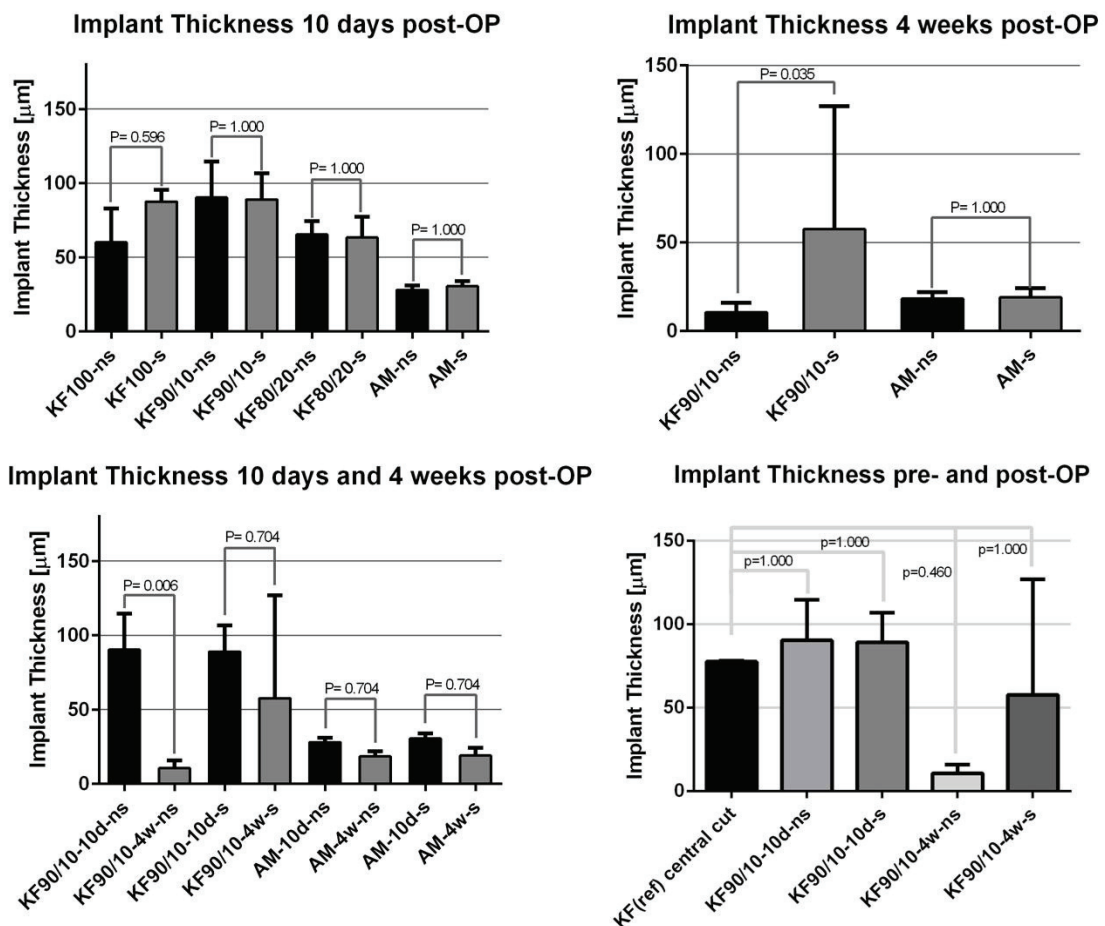 Implant Thickness 10 days post-OP
Implant Thickness [μm]
150
100
50
0
P= 0.596
P= 1.000
P= 1.000
P= 1.000
KF100-ns
KF100-s
KF90/10-ns
KF90/10-s
KF80/20-ns
KF80/20-s
AM-ns
AM-s
Implant Thickness 4 weeks post-OP
Implant Thickness [μm]
150
100
50
0
P= 0.035
P= 1.000
KF90/10-ns
KF90/10-s
AM-ns
AM-s
Implant Thickness 10 days and 4 weeks post-OP
Implant Thickness [μm]
150
100
50
0
P= 0.006
P= 0.704
P= 0.704
P= 0.704
KF90/10-10d-ns
KF90/10-4w-ns
KF90/10-10d-s
KF90/10-4w-s
AM-10d-ns
AM-4w-ns
AM-10d-s
AM-4w-s
Implant Thickness pre- and post-OP
Implant Thickness [μm]
150
100
50
0
p=1.000
p=1.000
p=0.460
p=1.000
KF(ref) central cut
KF90/10-10d-ns
KF90/10-10d-s
KF90/10-4w-ns
KF90/10-4w-s